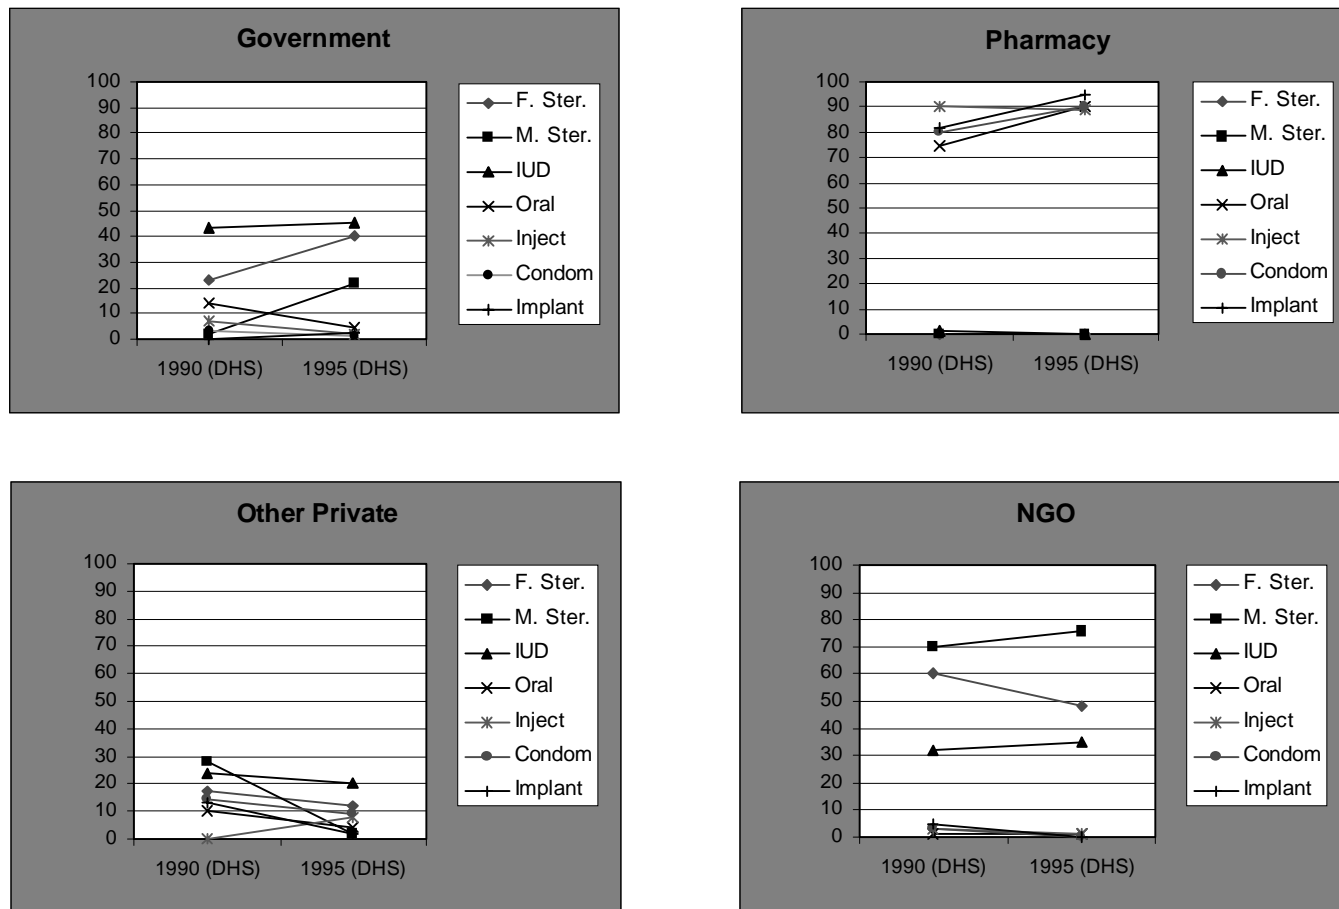 Government
100
90
80
70
60
50
40
30
20
10
0
1990 (DHS) 1995 (DHS)
F. Ster.
M. Ster.
IUD
Oral
Inject
Condom
Implant
Pharmacy
100
90
80
70
60
50
40
30
20
10
0
1990 (DHS) 1995 (DHS)
F. Ster.
M. Ster.
IUD
Oral
Inject
Condom
Implant
Other Private
100
90
80
70
60
50
40
30
20
10
0
1990 (DHS) 1995 (DHS)
F. Ster.
M. Ster.
IUD
Oral
Inject
Condom
Implant
NGO
100
90
80
70
60
50
40
30
20
10
0
1990 (DHS) 1995 (DHS)
F. Ster.
M. Ster.
IUD
Oral
Inject
Condom
Implant